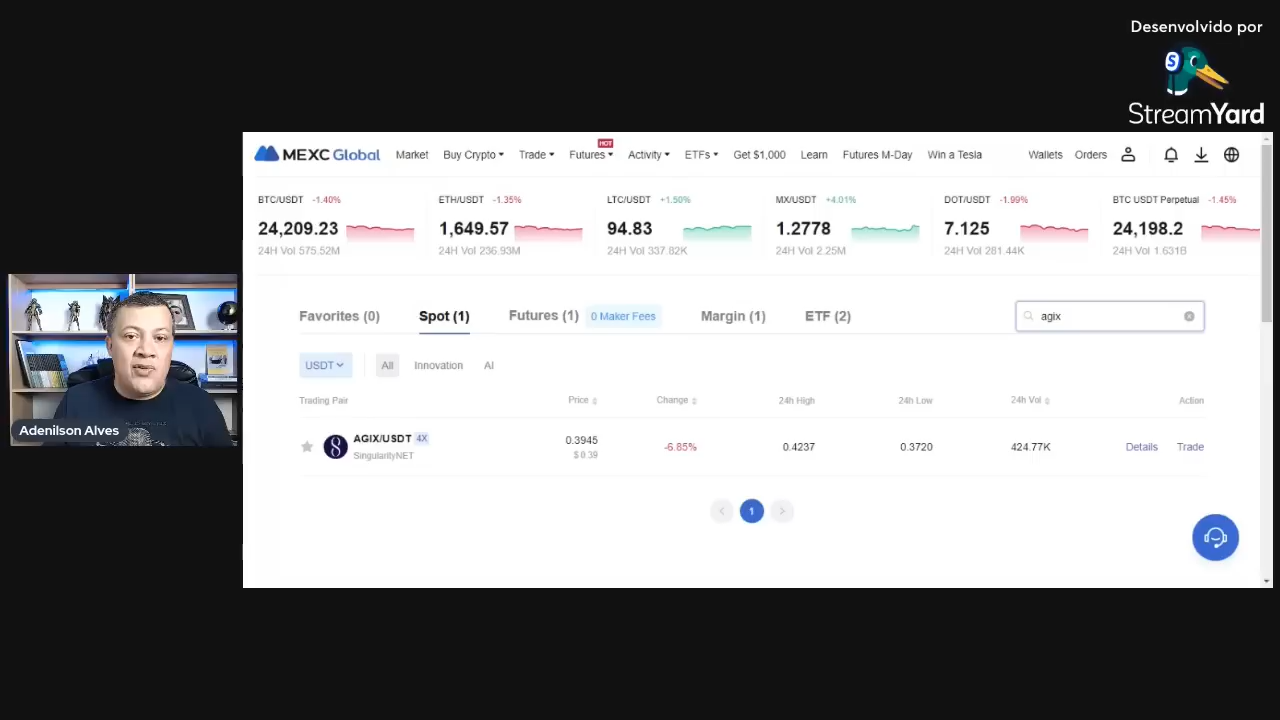 Desenvolvido por
StreamYard
MEXC Global Market Buy Crypto Trade Futures HOT Activity ETFs Get $1,000 Learn Futures M-Day Win a Tesla Wallets Orders
BTC/USDT -1.40% ETH/USDT -1.35% LTC/USDT +1.50% MX/USDT +4.01% DOT/USDT -1.99% BTC USDT Perpetual -1.45%
24,209.23 1,649.57 94.83 1.2778 7.125 24,198.2
24H Vol 575.52M 24H Vol 236.93M 24H Vol 337.82K 24H Vol 2.25M 24H Vol 281.44K 24H Vol 1.631B
Favorites (0) Spot (1) Futures (1) 0 Maker Fees Margin (1) ETF (2) agix
USDT All Innovation AI
Trading Pair Price Change 24h High 24h Low 24h Vol Action
AGIX/USDT 4X 0.3945 -6.85% 0.4237 0.3720 424.77K Details Trade
SingularityNET $ 0.39
1
Adenilson Alves